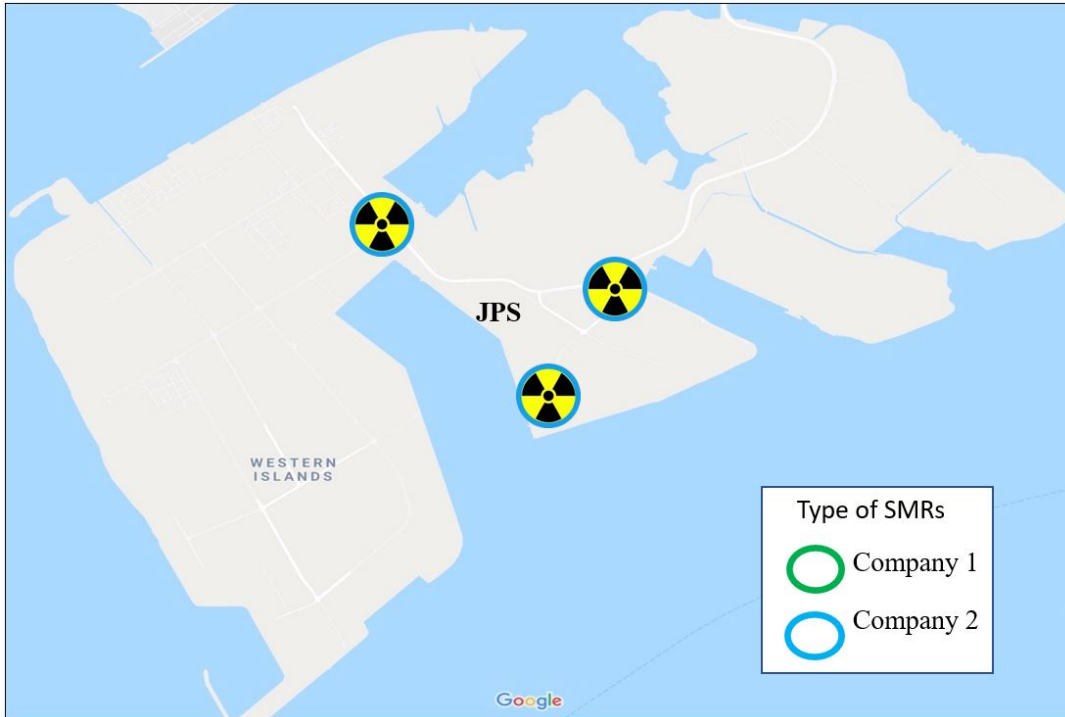 JPS
WESTERN
ISLANDS
Type of SMRs
Company 1
Company 2
Google